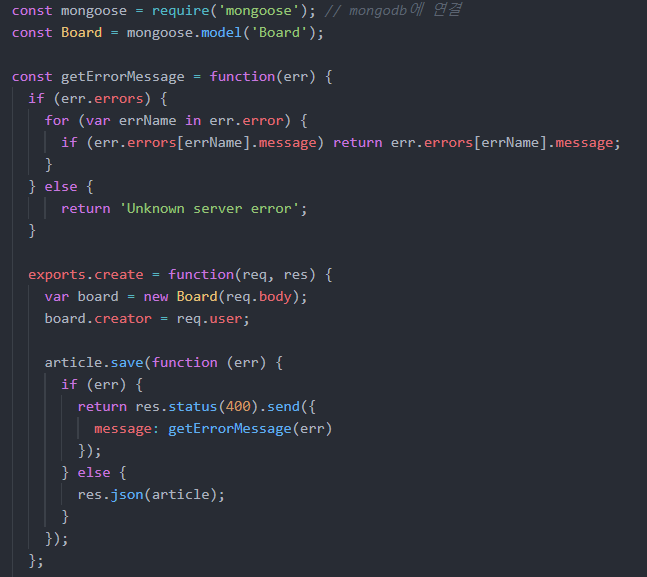 const mongoose = require('mongoose'); // mongodb에 연결
const Board = mongoose.model('Board');
const getErrorMessage = function(err) {
if (err.errors) {
for (var errName in err.error) {
if (err.errors[errName].message) return err.errors[errName].message;
}
} else {
return 'Unknown server error';
}
exports.create = function(req, res) {
var board = new Board(req.body);
board.creator = req.user;
article.save(function (err) {
if (err) {
return res.status(400).send({
message: getErrorMessage(err)
});
} else {
res.json(article);
}
});
};